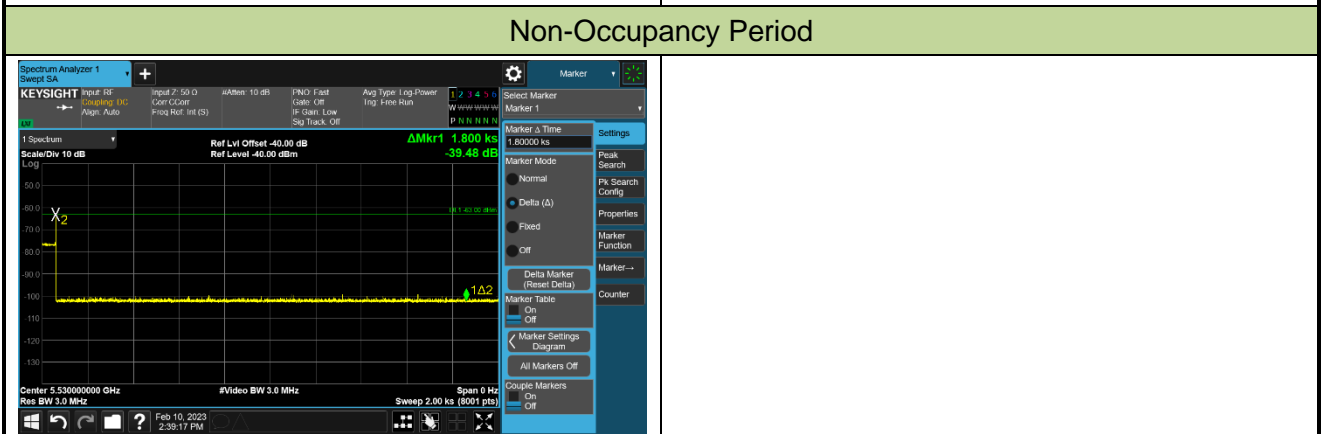 Non-Occupancy Period
Spectrum Analyzer 1
Swept SA
+
Marker
KEYSIGHT
Input: RF
Coupling: DC
Align: Auto
Input Z: 50 Ω
Corr CCorr
Freq Ref: Int (S)
#Atten: 10 dB
PNO: Fast
Gate: Off
IF Gain: Low
Sig Track: Off
Avg Type: Log-Power
Trig: Free Run
1 2 3 4 5 6
W W W W W W
P N N N N N
LXI
Select Marker
Marker 1
1 Spectrum
Scale/Div 10 dB
Log
Ref Lvl Offset -40.00 dB
Ref Level -40.00 dBm
ΔMkr1 1.800 ks
-39.48 dB
Marker Δ Time
1.80000 ks
Marker Mode
Normal
Delta (Δ)
Fixed
Off
Delta Marker
(Reset Delta)
Marker Table
On
Off
Marker Settings
Diagram
All Markers Off
Couple Markers
On
Off
Settings
Peak
Search
Pk Search
Config
Properties
Marker
Function
Marker→
Counter
-50.0
-60.0
-70.0
-80.0
-90.0
-100
-110
-120
-130
X2
DL1 -63.00 dBm
1Δ2
Center 5.530000000 GHz
Res BW 3.0 MHz
#Video BW 3.0 MHz
Span 0 Hz
Sweep 2.00 ks (8001 pts)
?
Feb 10, 2023
2:39:17 PM